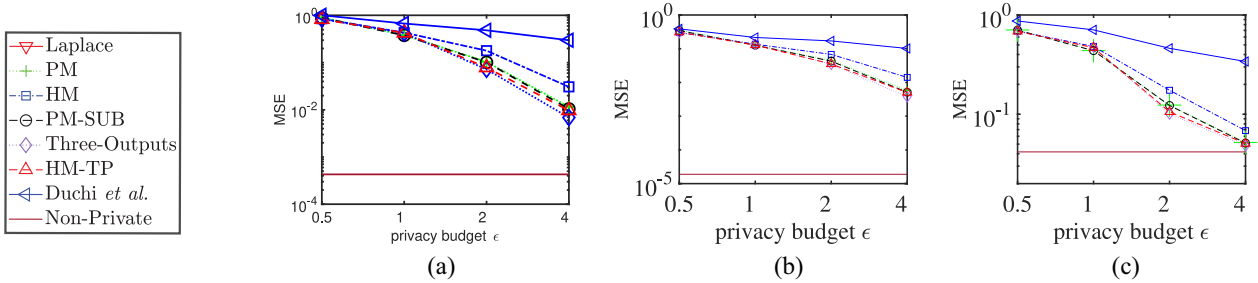 Laplace
PM
HM
PM-SUB
Three-Outputs
HM-TP
Duchi et al.
Non-Private
10^0
10^-2
10^-4
MSE
0.5 1 2 4
privacy budget ϵ
(a)
10^0
10^-5
MSE
0.5 1 2 4
privacy budget ϵ
(b)
10^0
10^-1
MSE
0.5 1 2 4
privacy budget ϵ
(c)